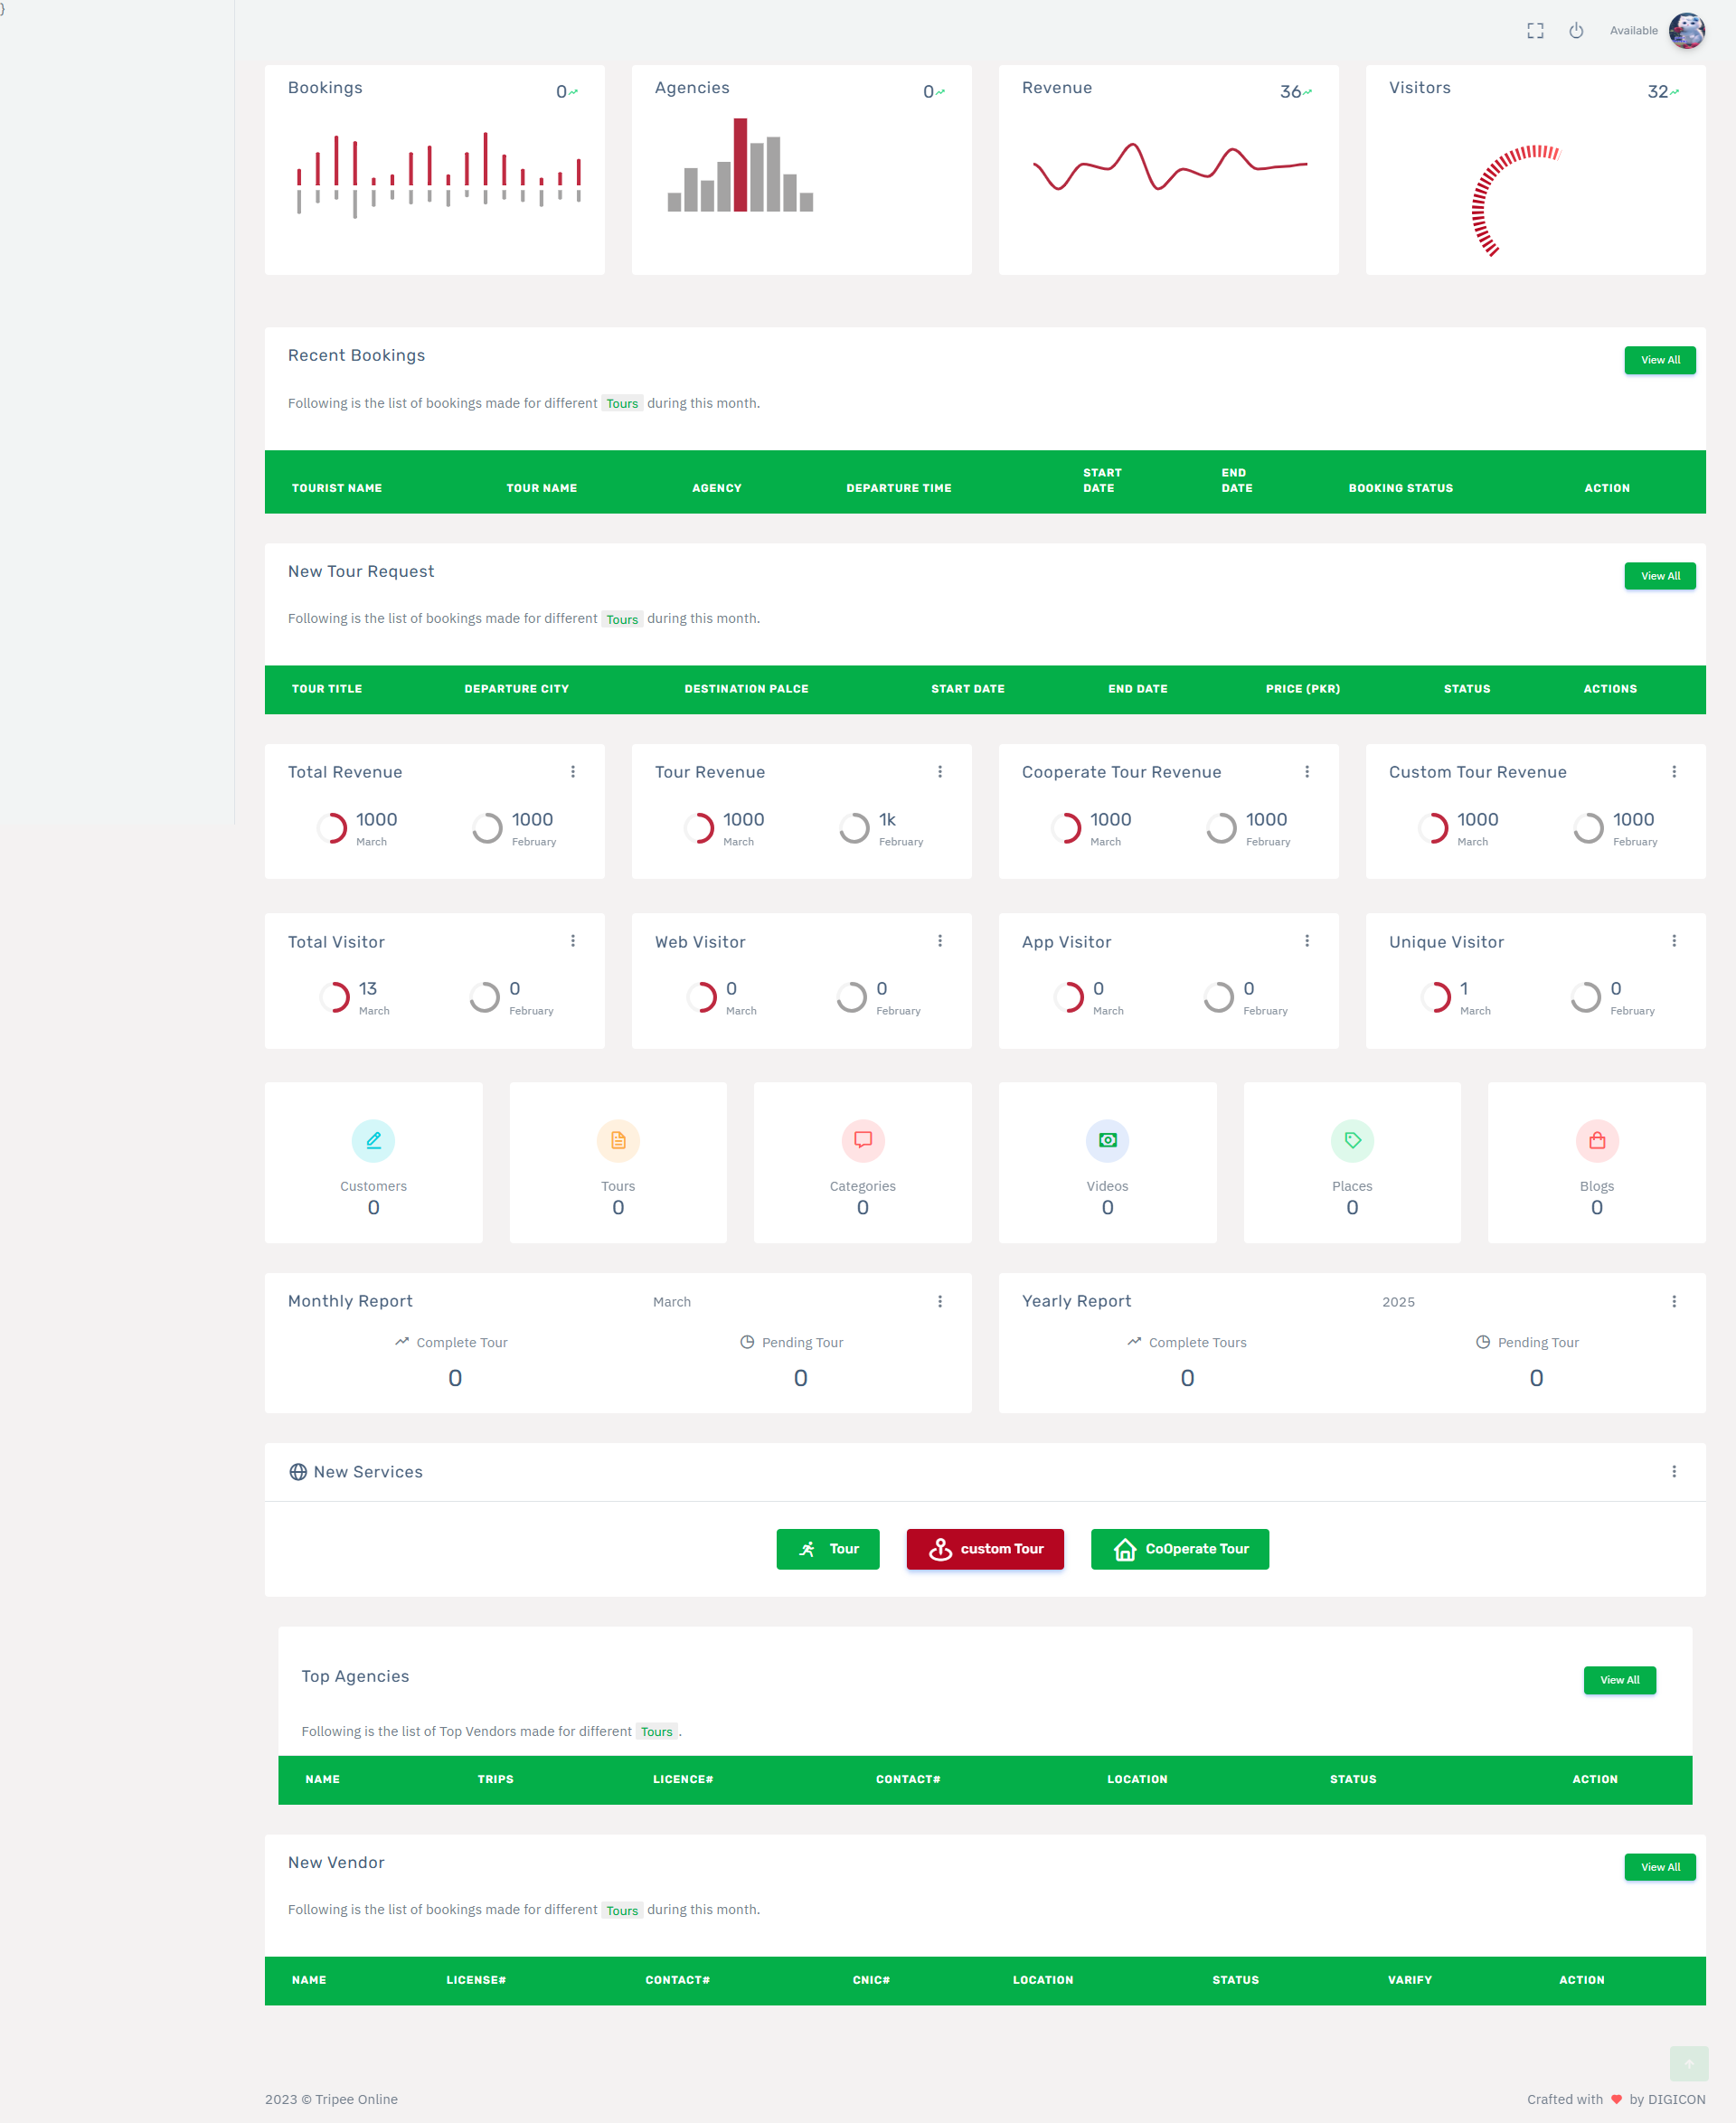 }
Available
Bookings 0
Agencies 0
Revenue 36
Visitors 32
Recent Bookings
View All
Following is the list of bookings made for different Tours during this month.
TOURIST NAME TOUR NAME AGENCY DEPARTURE TIME START DATE END DATE BOOKING STATUS ACTION
New Tour Request
View All
Following is the list of bookings made for different Tours during this month.
TOUR TITLE DEPARTURE CITY DESTINATION PALCE START DATE END DATE PRICE (PKR) STATUS ACTIONS
Total Revenue
1000 1000
March February
Tour Revenue
1000 1k
March February
Cooperate Tour Revenue
1000 1000
March February
Custom Tour Revenue
1000 1000
March February
Total Visitor
13 0
March February
Web Visitor
0 0
March February
App Visitor
0 0
March February
Unique Visitor
1 0
March February
Customers
0
Tours
0
Categories
0
Videos
0
Places
0
Blogs
0
Monthly Report March
Complete Tour Pending Tour
0 0
Yearly Report 2025
Complete Tours Pending Tour
0 0
New Services
Tour custom Tour CoOperate Tour
Top Agencies
View All
Following is the list of Top Vendors made for different Tours .
NAME TRIPS LICENCE# CONTACT# LOCATION STATUS ACTION
New Vendor
View All
Following is the list of bookings made for different Tours during this month.
NAME LICENSE# CONTACT# CNIC# LOCATION STATUS VARIFY ACTION
2023 © Tripee Online
Crafted with by DIGICON